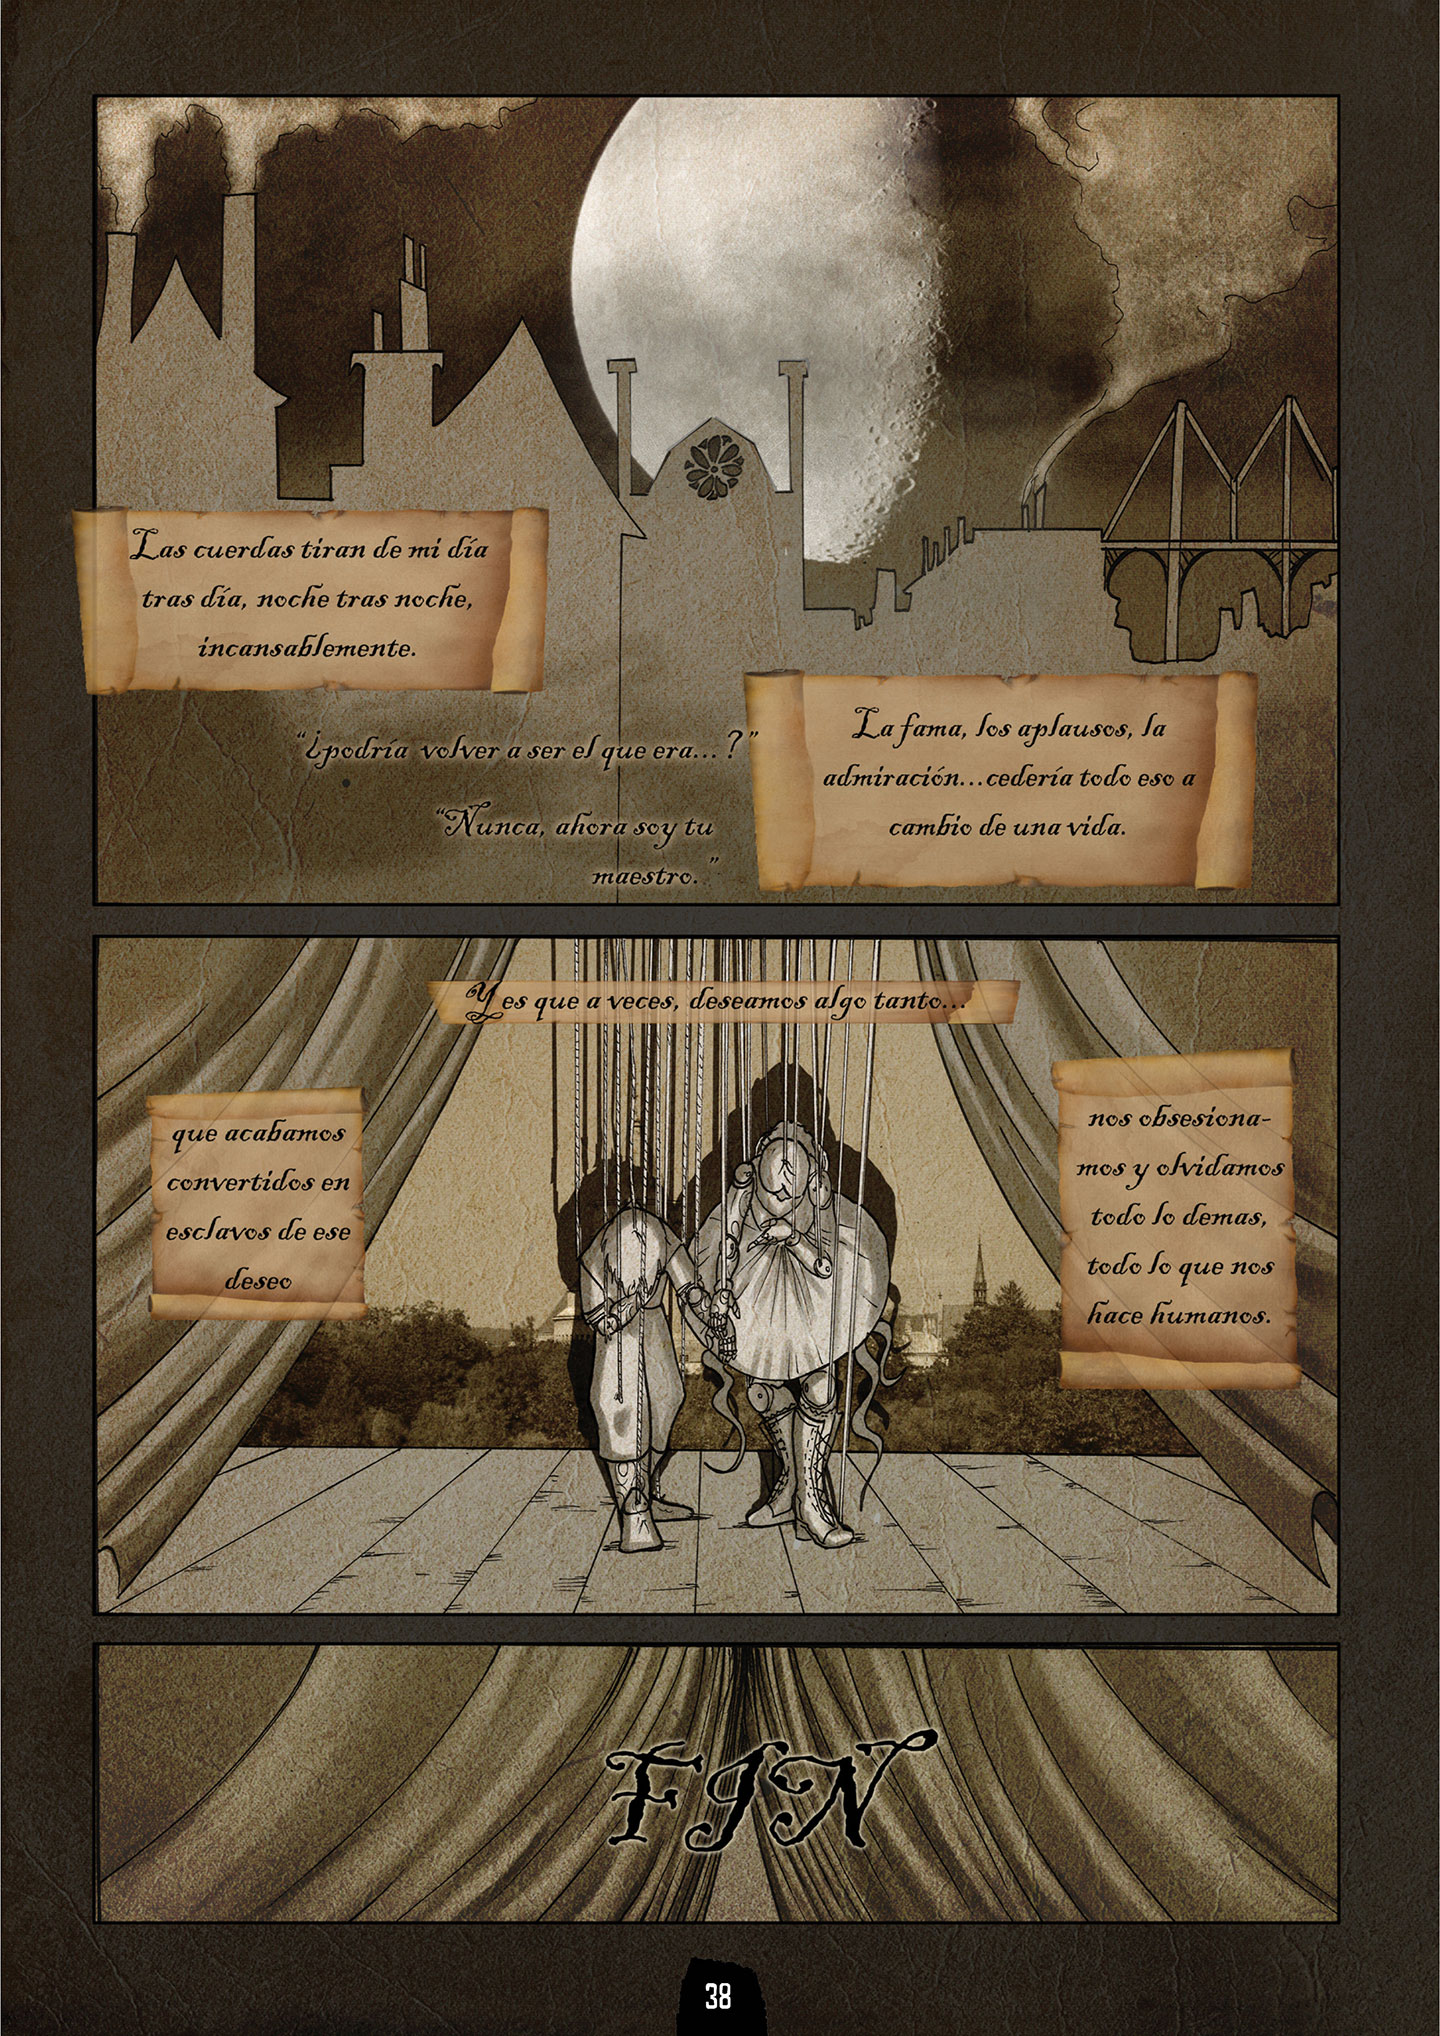 Las cuerdas tiran de mi día
tras día, noche tras noche,
incansablemente.
La fama, los aplausos, la
admiración...cedería todo eso a
cambio de una vida.
"¿podría volver a ser el que era... ?"
"Nunca, ahora soy tu
maestro."
Y es que a veces, deseamos algo tanto...
que acabamos
convertidos en
esclavos de ese
deseo
nos obsesiona-
mos y olvidamos
todo lo demas,
todo lo que nos
hace humanos.
FIN
38